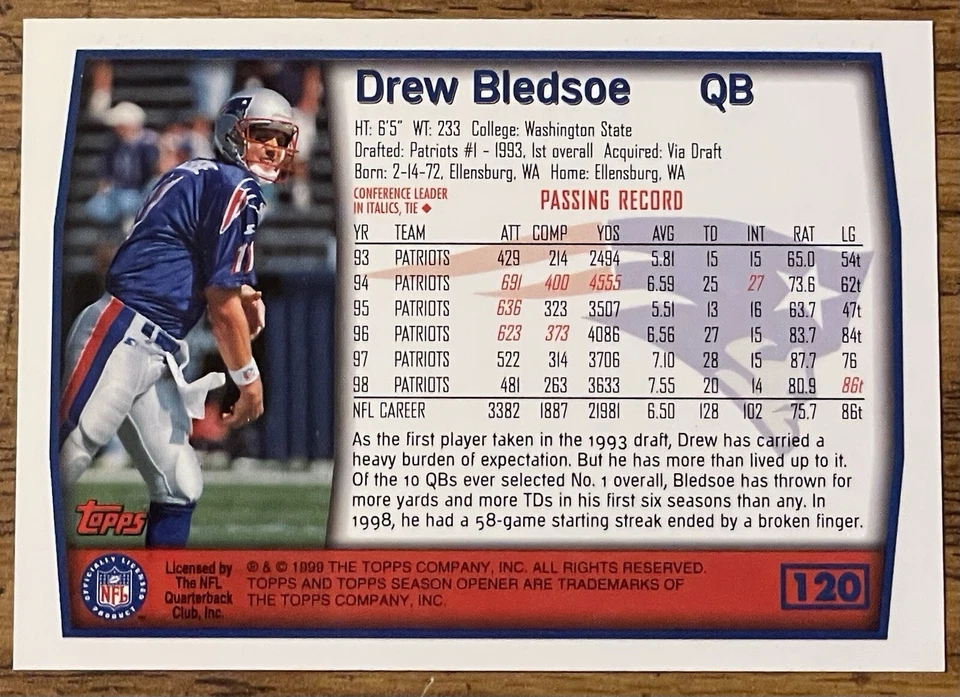 Drew Bledsoe QB
HT: 6'5" WT: 233 College: Washington State
Drafted: Patriots #1 - 1993, 1st overall Acquired: Via Draft
Born: 2-14-72, Ellensburg, WA Home: Ellensburg, WA
CONFERENCE LEADER
IN ITALICS, TIE ◆
PASSING RECORD
YR TEAM ATT COMP YDS AVG TD INT RAT LG
93 PATRIOTS 429 214 2494 5.81 15 15 65.0 54t
94 PATRIOTS 691 400 4555 6.59 25 27 73.6 62t
95 PATRIOTS 636 323 3507 5.51 13 16 63.7 47t
96 PATRIOTS 623 373 4086 6.56 27 15 83.7 84t
97 PATRIOTS 522 314 3706 7.10 28 15 87.7 76
98 PATRIOTS 481 263 3633 7.55 20 14 80.9 86t
NFL CAREER 3382 1887 21981 6.50 128 102 75.7 86t
As the first player taken in the 1993 draft, Drew has carried a
heavy burden of expectation. But he has more than lived up to it.
Of the 10 QBs ever selected No. 1 overall, Bledsoe has thrown for
more yards and more TDs in his first six seasons than any. In
1998, he had a 58-game starting streak ended by a broken finger.
11
Topps
OFFICIALLY LICENSED
NFL
PRODUCT
Licensed by
The NFL
Quarterback
Club, Inc.
® & © 1999 THE TOPPS COMPANY, INC. ALL RIGHTS RESERVED.
TOPPS AND TOPPS SEASON OPENER ARE TRADEMARKS OF
THE TOPPS COMPANY, INC.
120